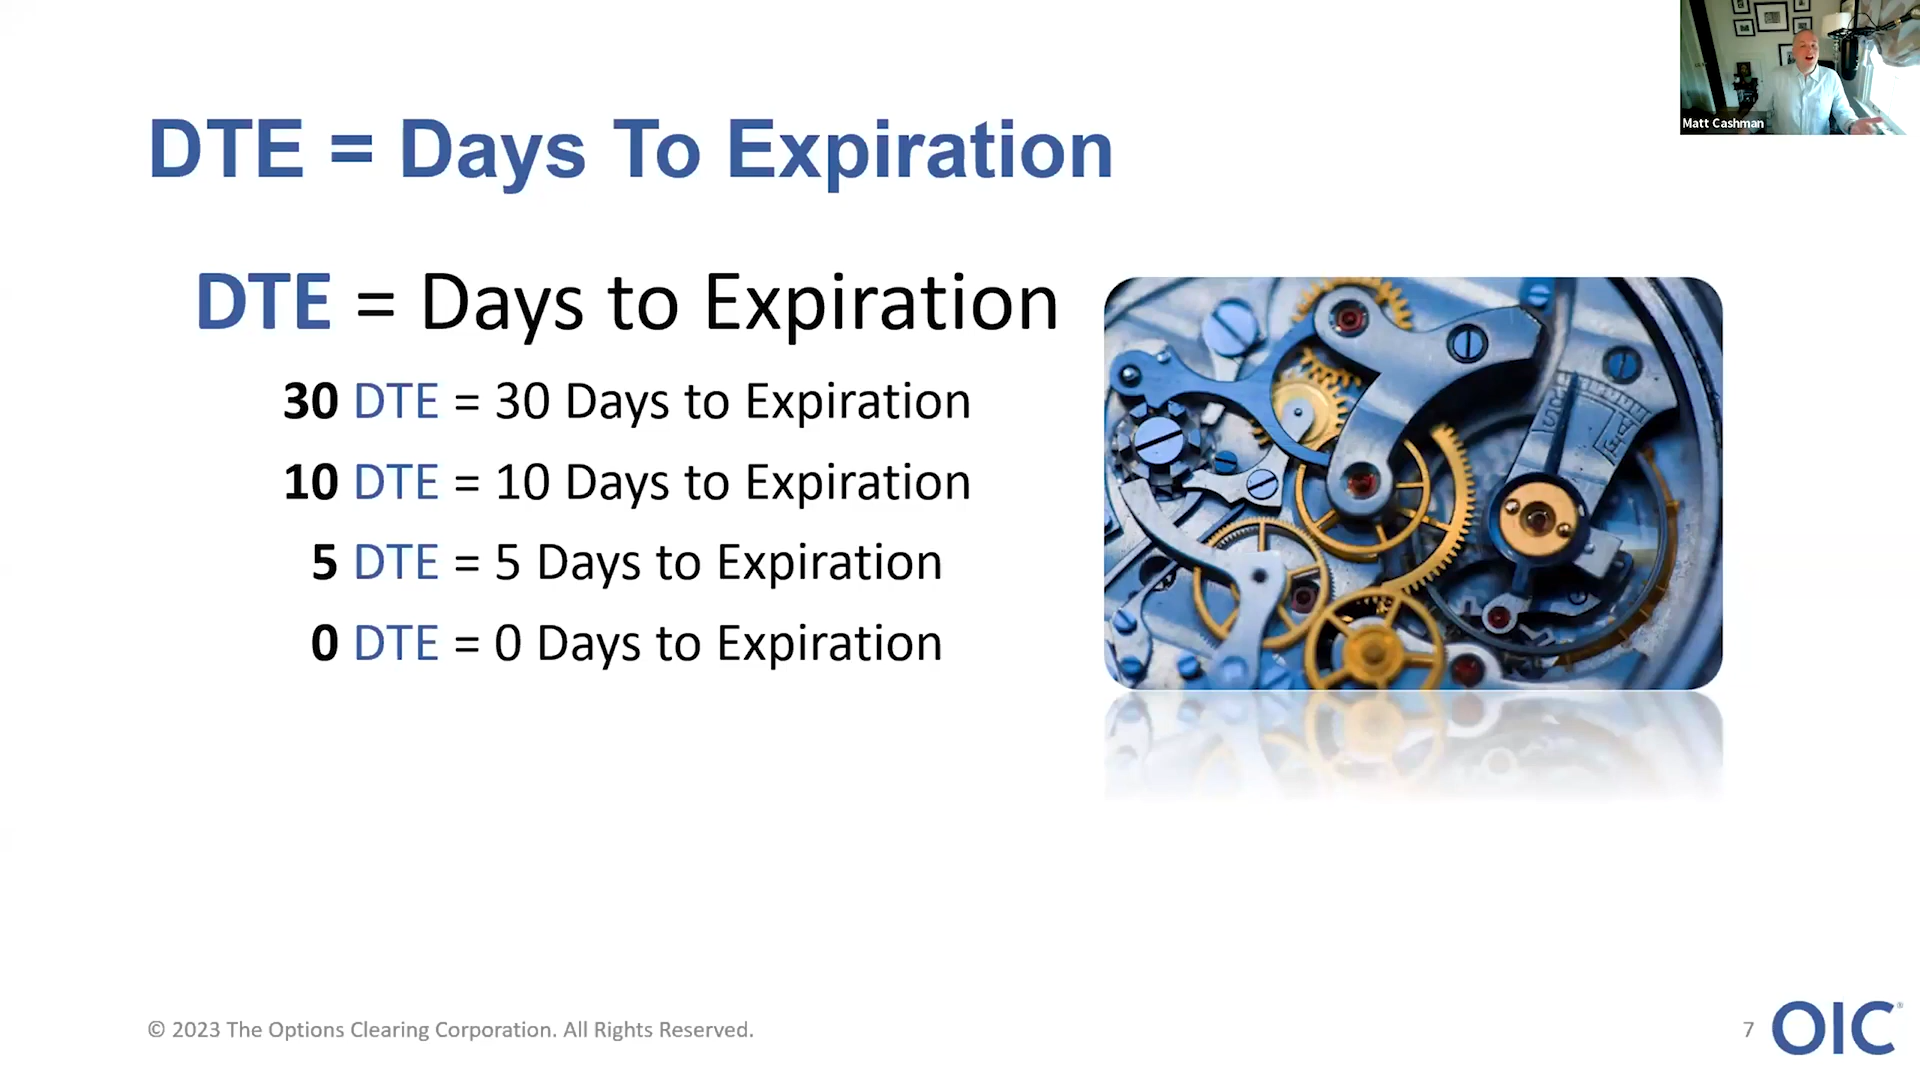 Matt Cashman
DTE = Days To Expiration
DTE = Days to Expiration
30 DTE = 30 Days to Expiration
10 DTE = 10 Days to Expiration
5 DTE = 5 Days to Expiration
0 DTE = 0 Days to Expiration
© 2023 The Options Clearing Corporation. All Rights Reserved.
7
OIC®